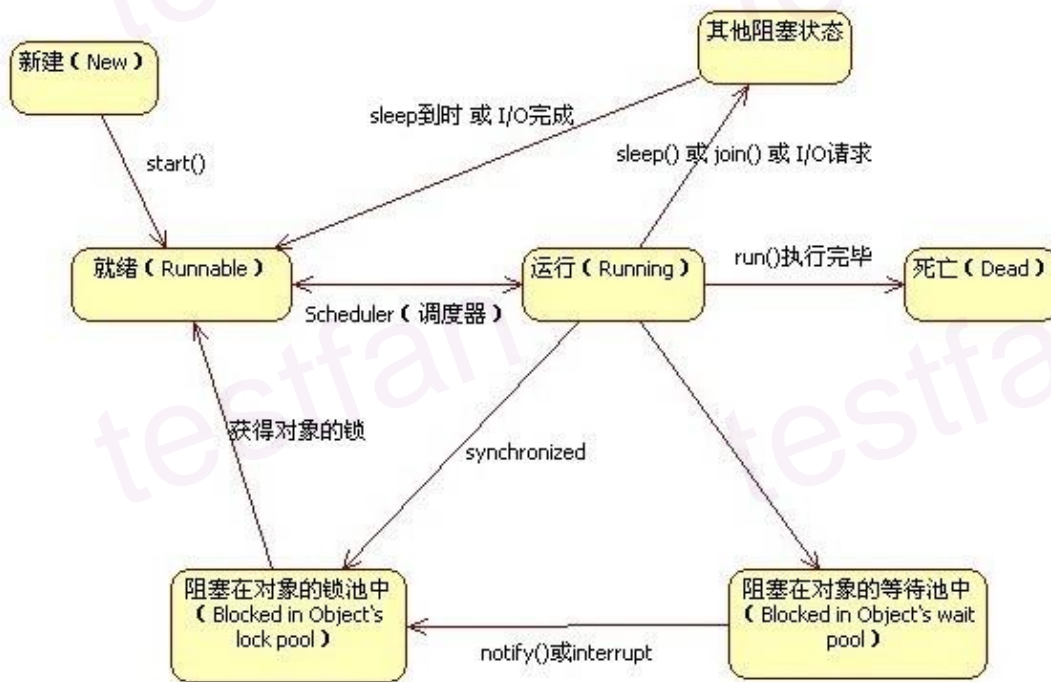 其他阻塞状态
新建（New）
sleep到时 或 I/O完成
sleep() 或 join() 或 I/O请求
start()
就绪（Runnable）
运行（Running）
run()执行完毕
死亡（Dead）
Scheduler（调度器）
获得对象的锁
synchronized
阻塞在对象的锁池中
（Blocked in Object's
lock pool）
阻塞在对象的等待池中
（Blocked in Object's wait
pool）
notify()或interrupt
testfan
testfa